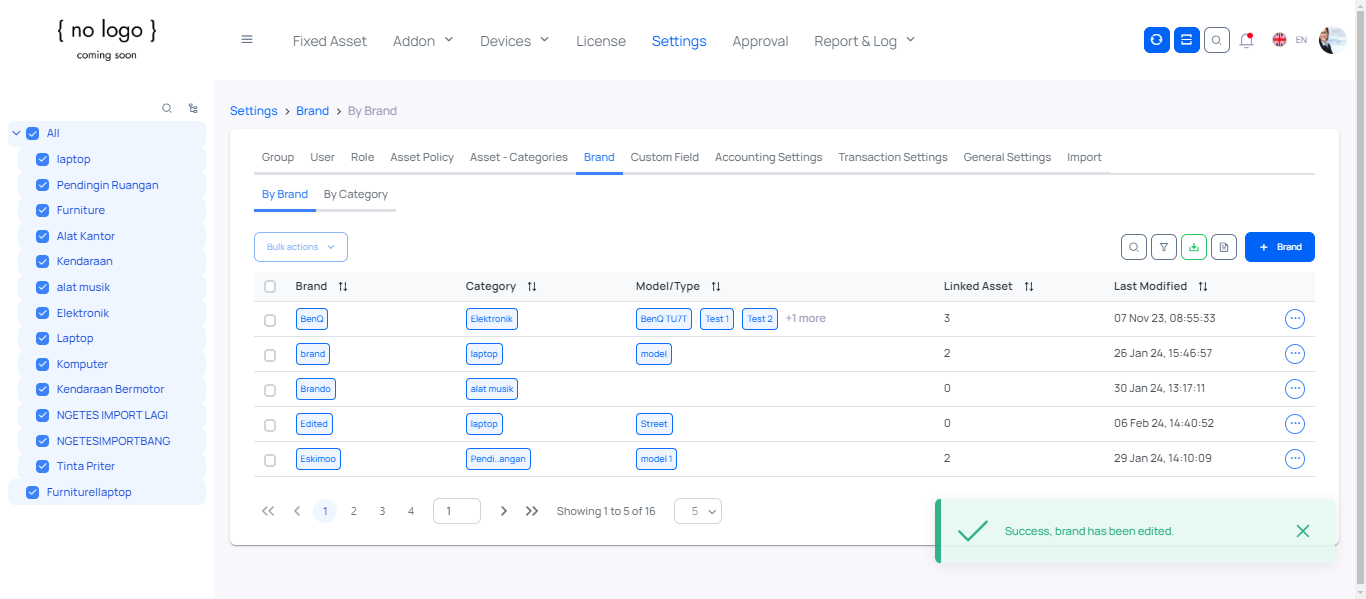 { no logo }
coming soon
Fixed Asset Addon Devices License Settings Approval Report & Log EN
All
laptop
Pendingin Ruangan
Furniture
Alat Kantor
Kendaraan
alat musik
Elektronik
Laptop
Komputer
Kendaraan Bermotor
NGETES IMPORT LAGI
NGETESIMPORTBANG
Tinta Priter
Furniturellaptop
Settings > Brand > By Brand
Group User Role Asset Policy Asset - Categories Brand Custom Field Accounting Settings Transaction Settings General Settings Import
By Brand By Category
Bulk actions + Brand
Brand Category Model/Type Linked Asset Last Modified
BenQ Elektronik BenQ TU7T Test 1 Test 2 +1 more 3 07 Nov 23, 08:55:33
brand laptop model 2 26 Jan 24, 15:46:57
Brando alat musik 0 30 Jan 24, 13:17:11
Edited laptop Street 0 06 Feb 24, 14:40:52
Eskimoo Pendi..angan model 1 2 29 Jan 24, 14:10:09
1 2 3 4 1 Showing 1 to 5 of 16 5
Success, brand has been edited.